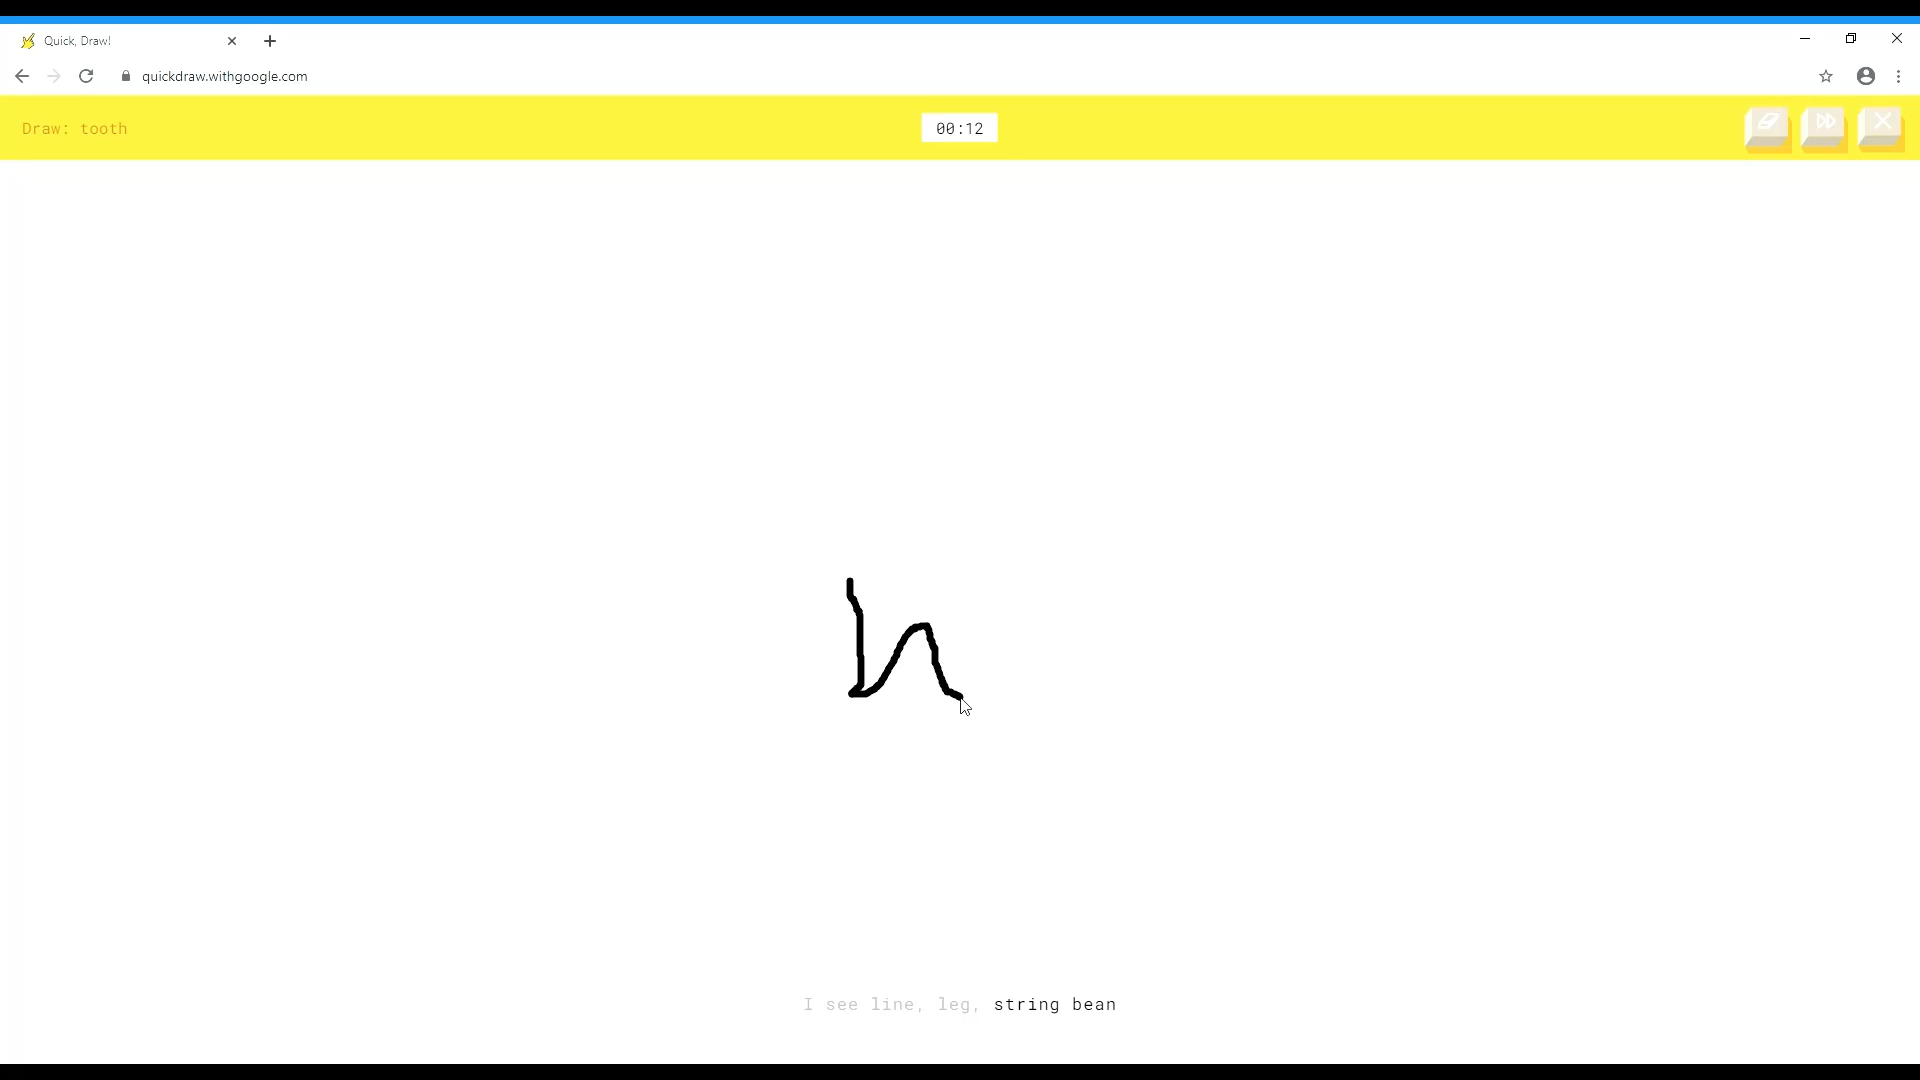 Quick, Draw!
quickdraw.withgoogle.com
Draw: tooth
00:12
I see line, leg, string bean